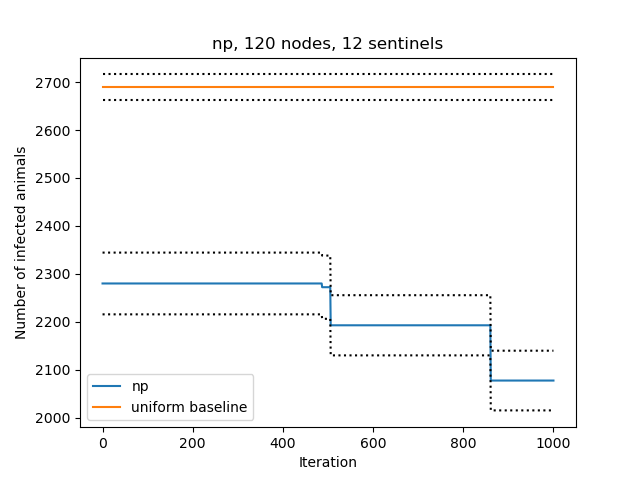 np, 120 nodes, 12 sentinels
2700
2600
2500
2400
2300
2200
2100
2000
Number of infected animals
np
uniform baseline
0 200 400 600 800 1000
Iteration